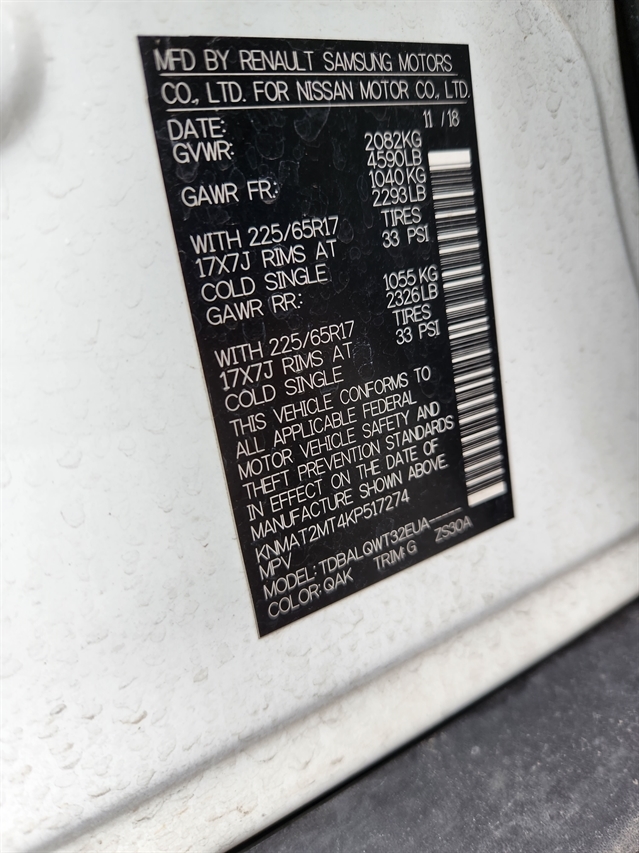 MFD BY RENAULT SAMSUNG MOTORS
CO., LTD. FOR NISSAN MOTOR CO., LTD.
DATE: 11 / 18
GVWR: 2082KG
4590LB
GAWR FR: 1040KG
2293LB
WITH 225/65R17 TIRES
17X7J RIMS AT 33 PSI
COLD SINGLE
GAWR RR: 1055KG
2326LB
WITH 225/65R17 TIRES
17X7J RIMS AT 33 PSI
COLD SINGLE
THIS VEHICLE CONFORMS TO
ALL APPLICABLE FEDERAL
MOTOR VEHICLE SAFETY AND
THEFT PREVENTION STANDARDS
IN EFFECT ON THE DATE OF
MANUFACTURE SHOWN ABOVE.
KNMAT2MT4KP517274
MPV
MODEL: TDBALQWT32EUA____
COLOR: QAK TRIM: G ZS30A